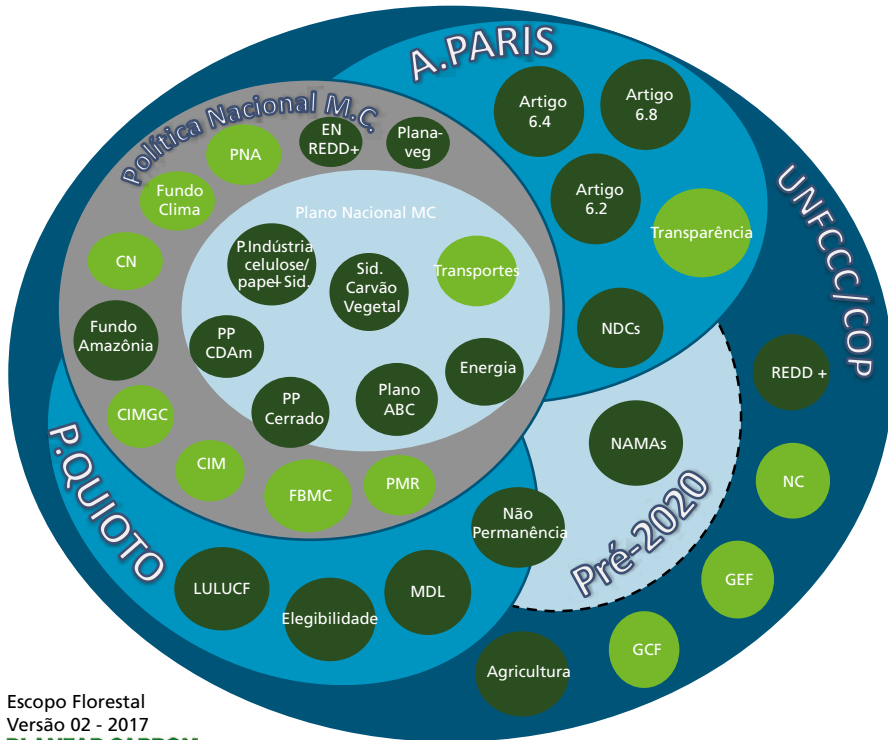 A.PARIS
Artigo
6.4
Artigo
6.8
Artigo
6.2
Transparência
NDCs
UNFCCC/COP
Política Nacional M.C.
PNA
EN
REDD+
Plana-
veg
Fundo
Clima
CN
Fundo
Amazônia
CIMGC
CIM
FBMC
PMR
Plano Nacional MC
P.Indústria
celulose/
papel+ Sid.
Sid.
Carvão
Vegetal
Transportes
PP
CDAm
PP
Cerrado
Plano
ABC
Energia
REDD +
NAMAs
NC
Pré-2020
GEF
GCF
Agricultura
P.QUIOTO
Não
Permanência
LULUCF
Elegibilidade
MDL
Escopo Florestal
Versão 02 - 2017
PLANTAR CARBON